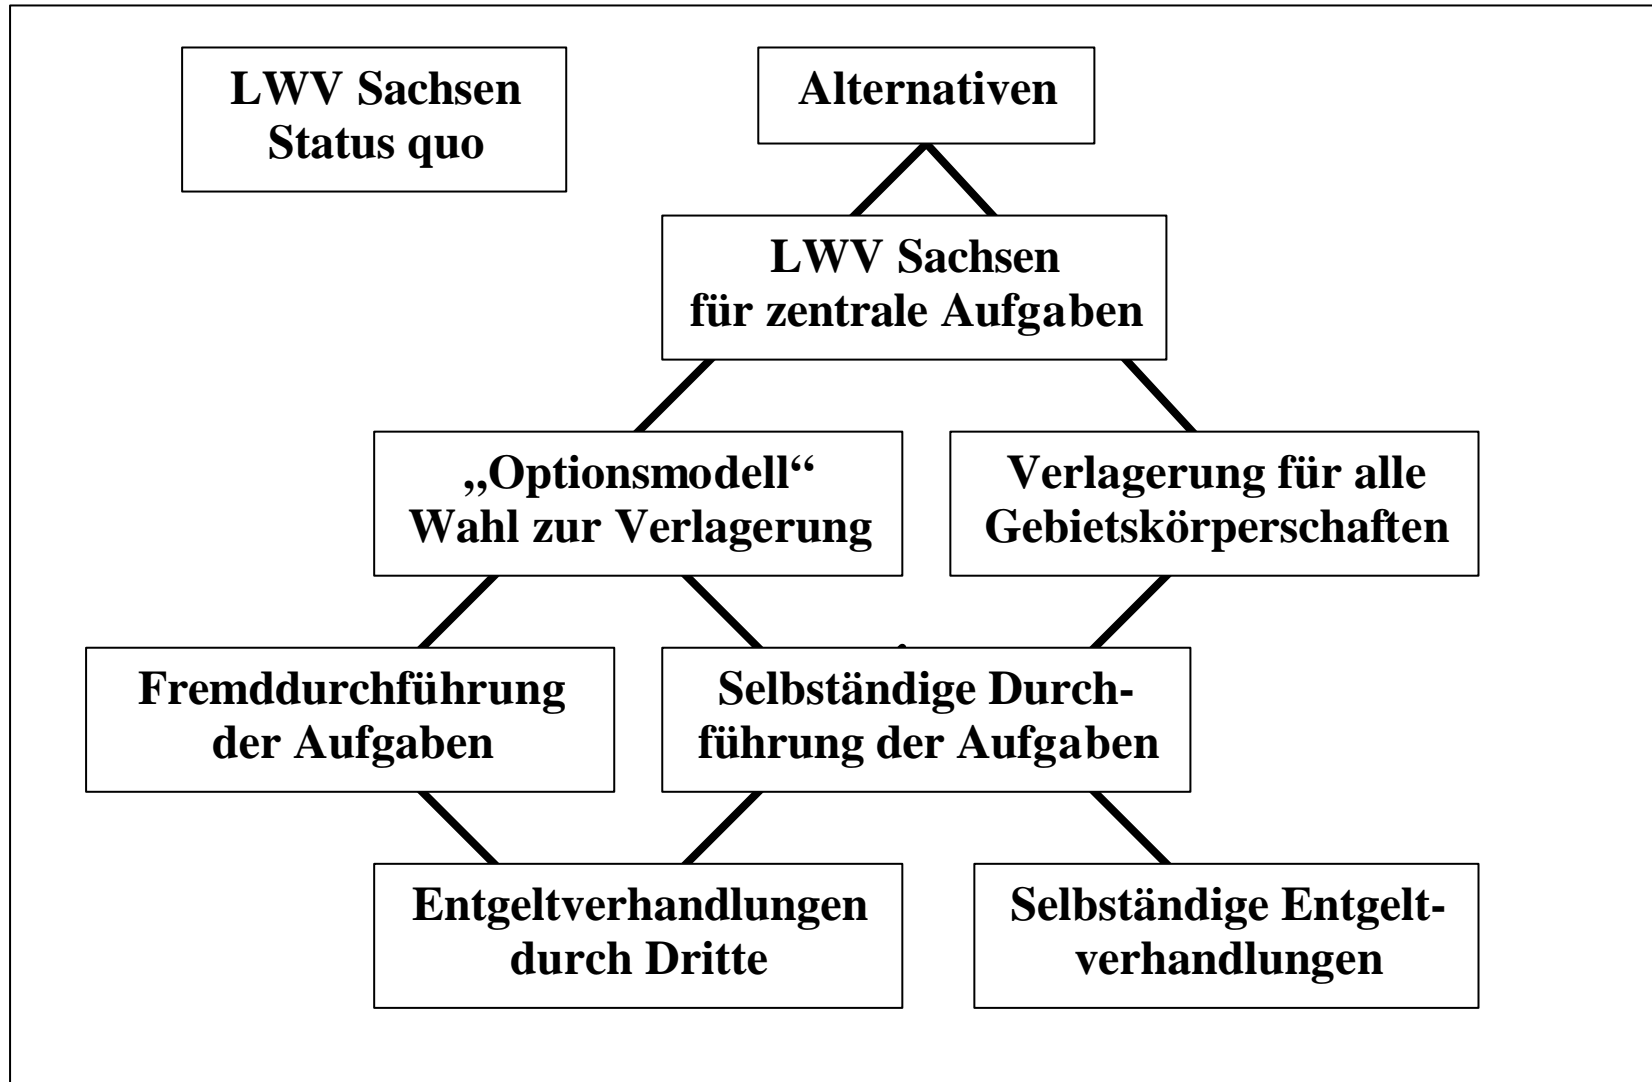 LWV Sachsen
Status quo
Alternativen
LWV Sachsen
für zentrale Aufgaben
„Optionsmodell“
Wahl zur Verlagerung
Verlagerung für alle
Gebietskörperschaften
Fremddurchführung
der Aufgaben
Selbständige Durch-
führung der Aufgaben
Entgeltverhandlungen
durch Dritte
Selbständige Entgelt-
verhandlungen